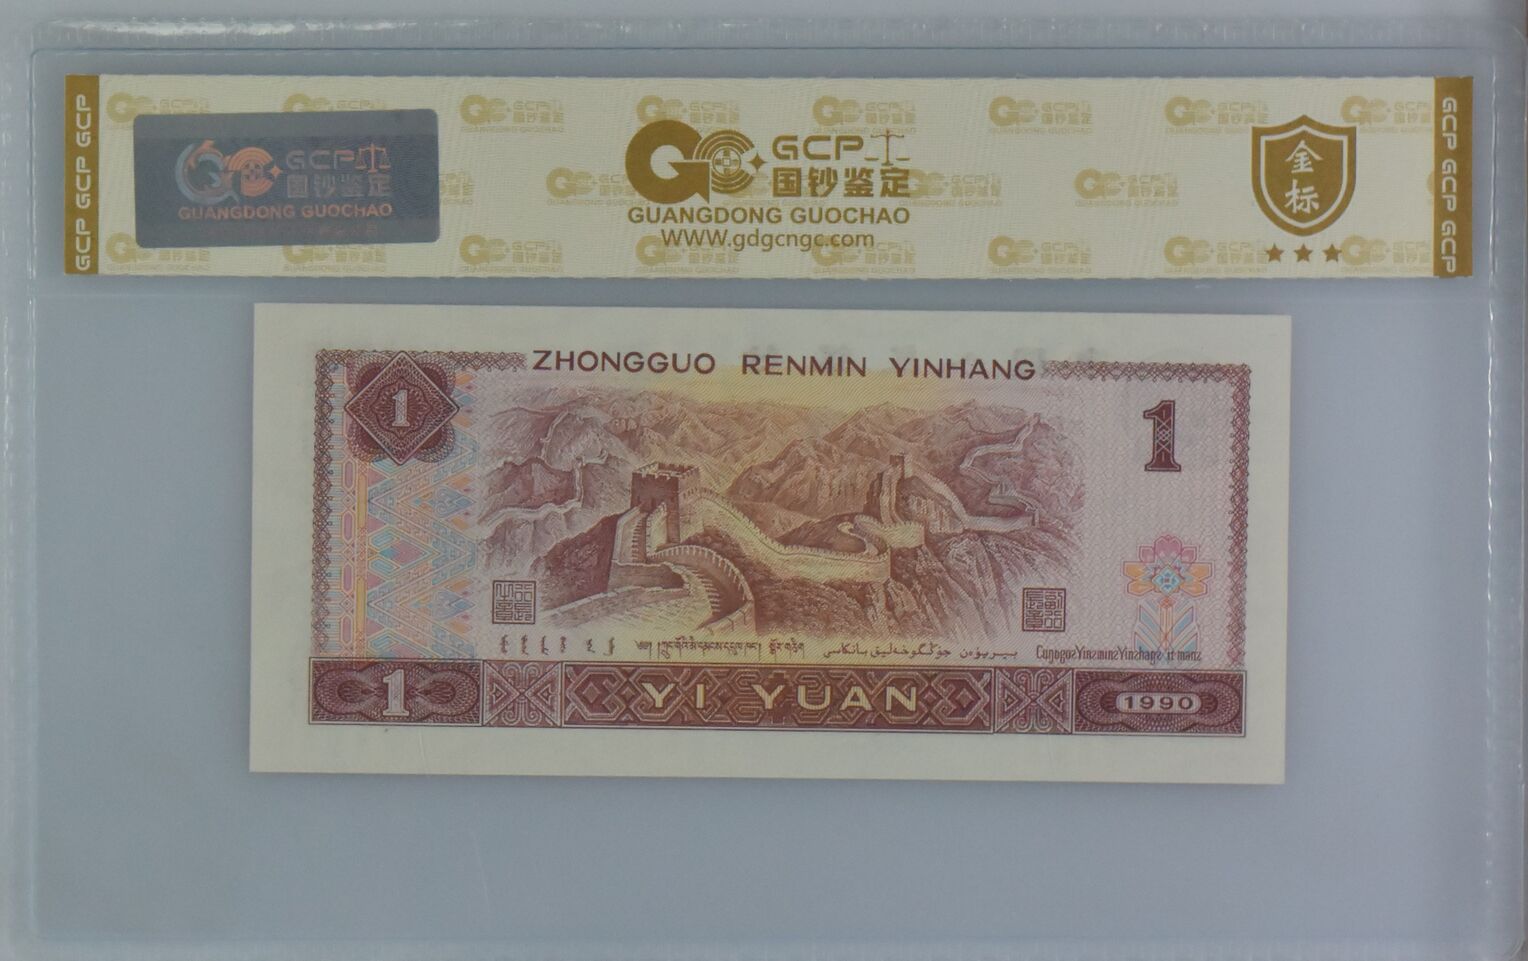 GCP GCP GCP
GCP
国钞鉴定
GUANGDONG GUOCHAO
GCP
国钞鉴定
GUANGDONG GUOCHAO
WWW.gdgcngc.com
金
标
GCP GCP GCP
ZHONGGUO RENMIN YINHANG
1
1
1
YI YUAN
1990